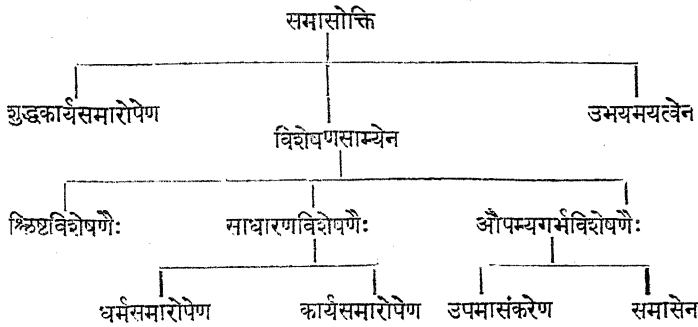 समासोक्ति
शुद्धकार्यसमारोपेण
उभयमयत्वेन
विशेषणसाम्येन
श्लिष्टविशेषणैः साधारणविशेषणैः औपम्यगर्भविशेषणैः
धर्मसमारोपेण कार्यसमारोपेण उपमासंकरेण समासेन